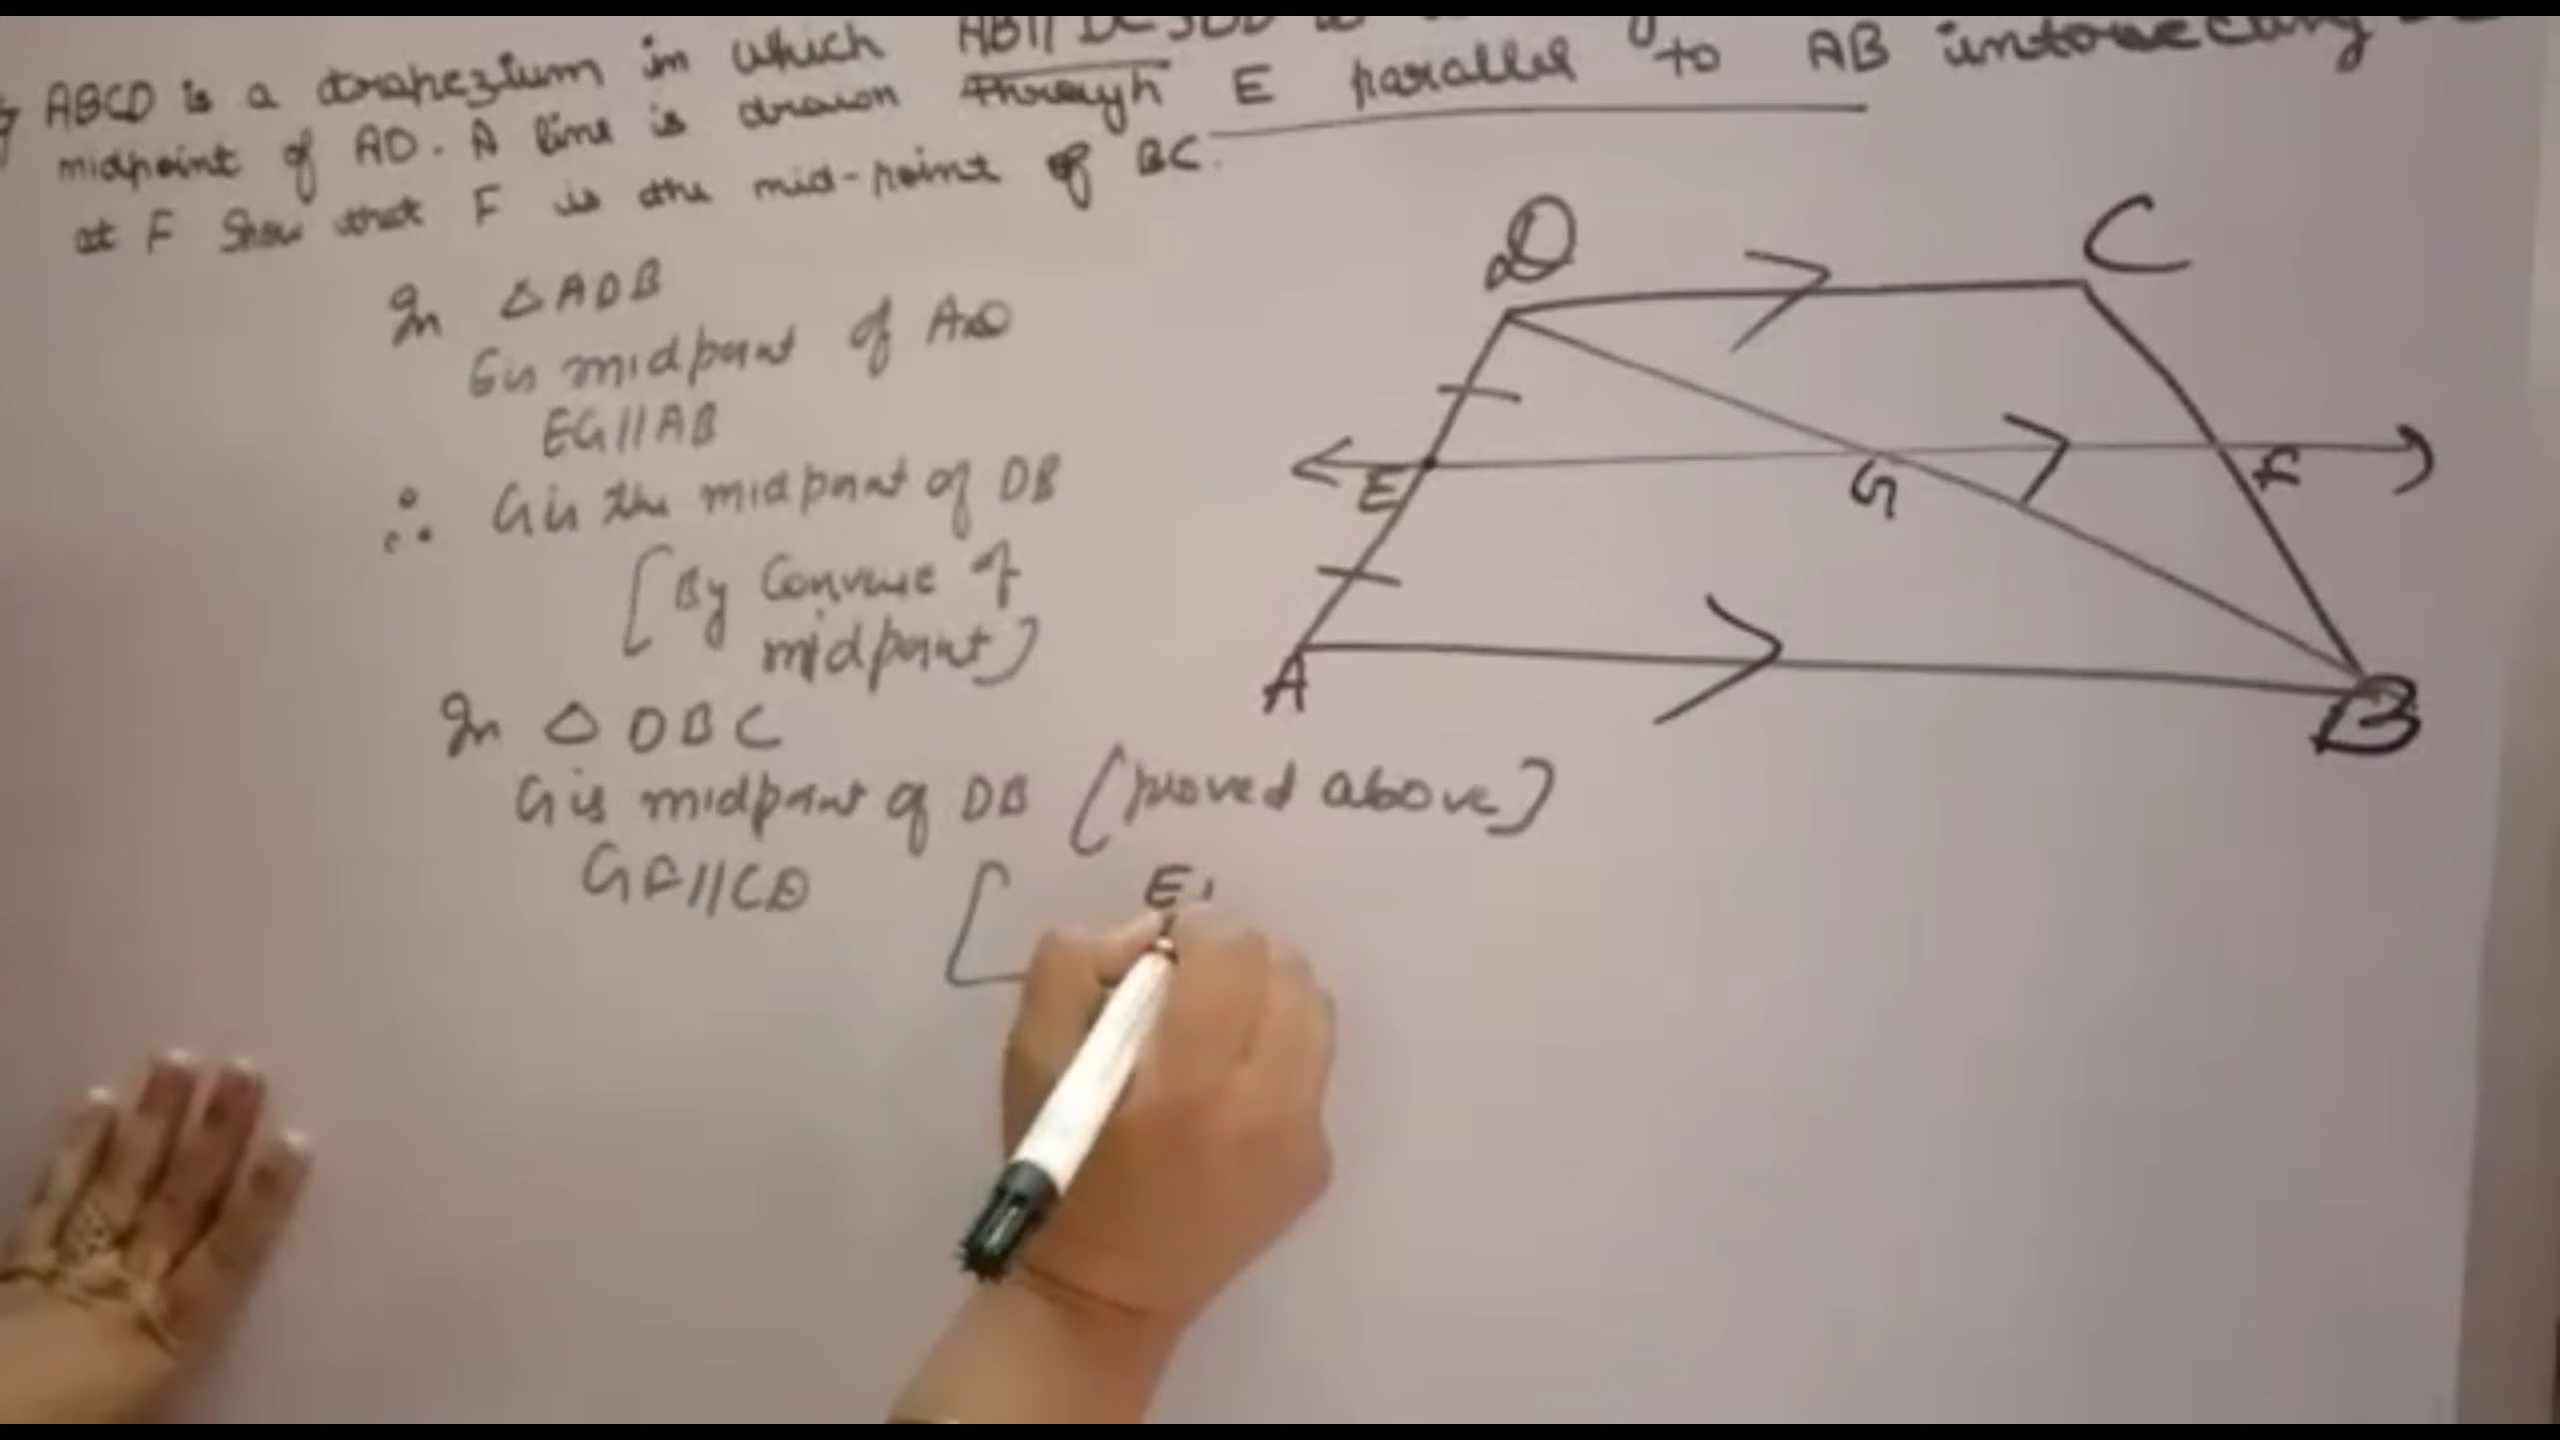 ABCD is a trapezium in which AB||DC, BD is
midpoint of AD. A line is drawn through E parallel to AB intersecting
at F Show that F is the mid-point of BC.
In △ADB
E is midpoint of AD
EG||AB
∴ G is the midpoint of DB
[By Converse of
midpoint]
In △DBC
G is midpoint of DB (proved above)
GF||CD [ E
D
C
E
G
F
A
B